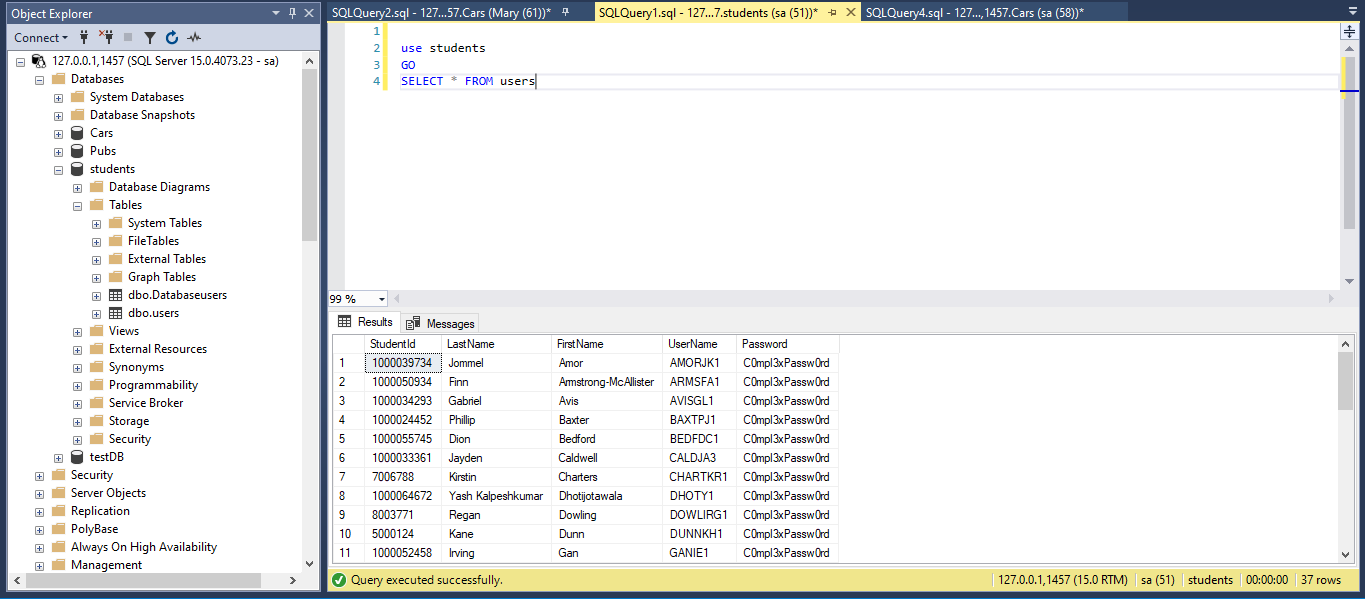 Object Explorer
Connect
127.0.0.1,1457 (SQL Server 15.0.4073.23 - sa)
Databases
System Databases
Database Snapshots
Cars
Pubs
students
Database Diagrams
Tables
System Tables
FileTables
External Tables
Graph Tables
dbo.Databaseusers
dbo.users
Views
External Resources
Synonyms
Programmability
Service Broker
Storage
Security
testDB
Security
Server Objects
Replication
PolyBase
Always On High Availability
Management
SQLQuery2.sql - 127...57.Cars (Mary (61))* SQLQuery1.sql - 127...7.students (sa (51))* SQLQuery4.sql - 127...,1457.Cars (sa (58))*
1
2 use students
3 GO
4 SELECT * FROM users
99 %
Results Messages
StudentId LastName FirstName UserName Password
1 1000039734 Jommel Amor AMORJK1 C0mpl3xPassw0rd
2 1000050934 Finn Armstrong-McAllister ARMSFA1 C0mpl3xPassw0rd
3 1000034293 Gabriel Avis AVISGL1 C0mpl3xPassw0rd
4 1000024452 Phillip Baxter BAXTPJ1 C0mpl3xPassw0rd
5 1000055745 Dion Bedford BEDFDC1 C0mpl3xPassw0rd
6 1000033361 Jayden Caldwell CALDJA3 C0mpl3xPassw0rd
7 7006788 Kirstin Charters CHARTKR1 C0mpl3xPassw0rd
8 1000064672 Yash Kalpeshkumar Dhotijotawala DHOTY1 C0mpl3xPassw0rd
9 8003771 Regan Dowling DOWLIRG1 C0mpl3xPassw0rd
10 5000124 Kane Dunn DUNNKH1 C0mpl3xPassw0rd
11 1000052458 Irving Gan GANIE1 C0mpl3xPassw0rd
Query executed successfully. 127.0.0.1,1457 (15.0 RTM) sa (51) students 00:00:00 37 rows